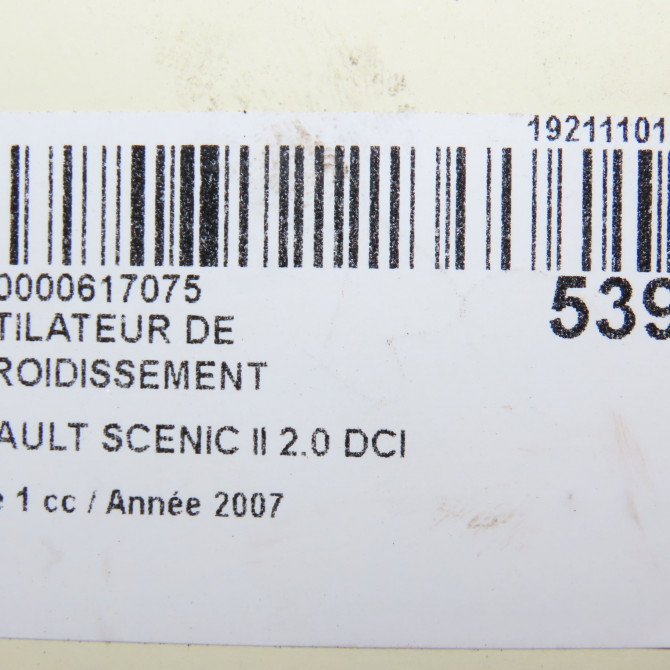 19211101
0000617075
539
TILATEUR DE
ROIDISSEMENT
AULT SCENIC II 2.0 DCI
e 1 cc / Année 2007